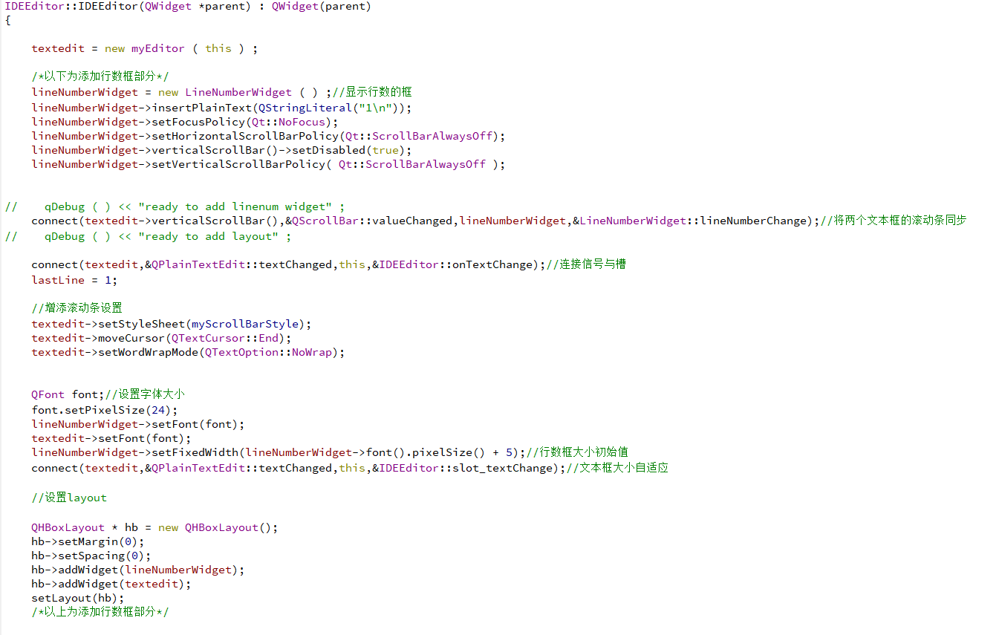 IDEEditor::IDEEditor(QWidget *parent) : QWidget(parent)
{
textedit = new myEditor ( this ) ;
/*以下为添加行数框部分*/
lineNumberWidget = new LineNumberWidget ( ) ;//显示行数的框
lineNumberWidget->insertPlainText(QStringLiteral("1\n"));
lineNumberWidget->setFocusPolicy(Qt::NoFocus);
lineNumberWidget->setHorizontalScrollBarPolicy(Qt::ScrollBarAlwaysOff);
lineNumberWidget->verticalScrollBar()->setDisabled(true);
lineNumberWidget->setVerticalScrollBarPolicy( Qt::ScrollBarAlwaysOff );
//    qDebug ( ) << "ready to add linenum widget" ;
connect(textedit->verticalScrollBar(),&QScrollBar::valueChanged,lineNumberWidget,&LineNumberWidget::lineNumberChange);//将两个文本框的滚动条同步
//    qDebug ( ) << "ready to add layout" ;
connect(textedit,&QPlainTextEdit::textChanged,this,&IDEEditor::onTextChange);//连接信号与槽
lastLine = 1;
//增添滚动条设置
textedit->setStyleSheet(myScrollBarStyle);
textedit->moveCursor(QTextCursor::End);
textedit->setWordWrapMode(QTextOption::NoWrap);
QFont font;//设置字体大小
font.setPixelSize(24);
lineNumberWidget->setFont(font);
textedit->setFont(font);
lineNumberWidget->setFixedWidth(lineNumberWidget->font().pixelSize() + 5);//行数框大小初始值
connect(textedit,&QPlainTextEdit::textChanged,this,&IDEEditor::slot_textChange);//文本框大小自适应
//设置layout
QHBoxLayout * hb = new QHBoxLayout();
hb->setMargin(0);
hb->setSpacing(0);
hb->addWidget(lineNumberWidget);
hb->addWidget(textedit);
setLayout(hb);
/*以上为添加行数框部分*/